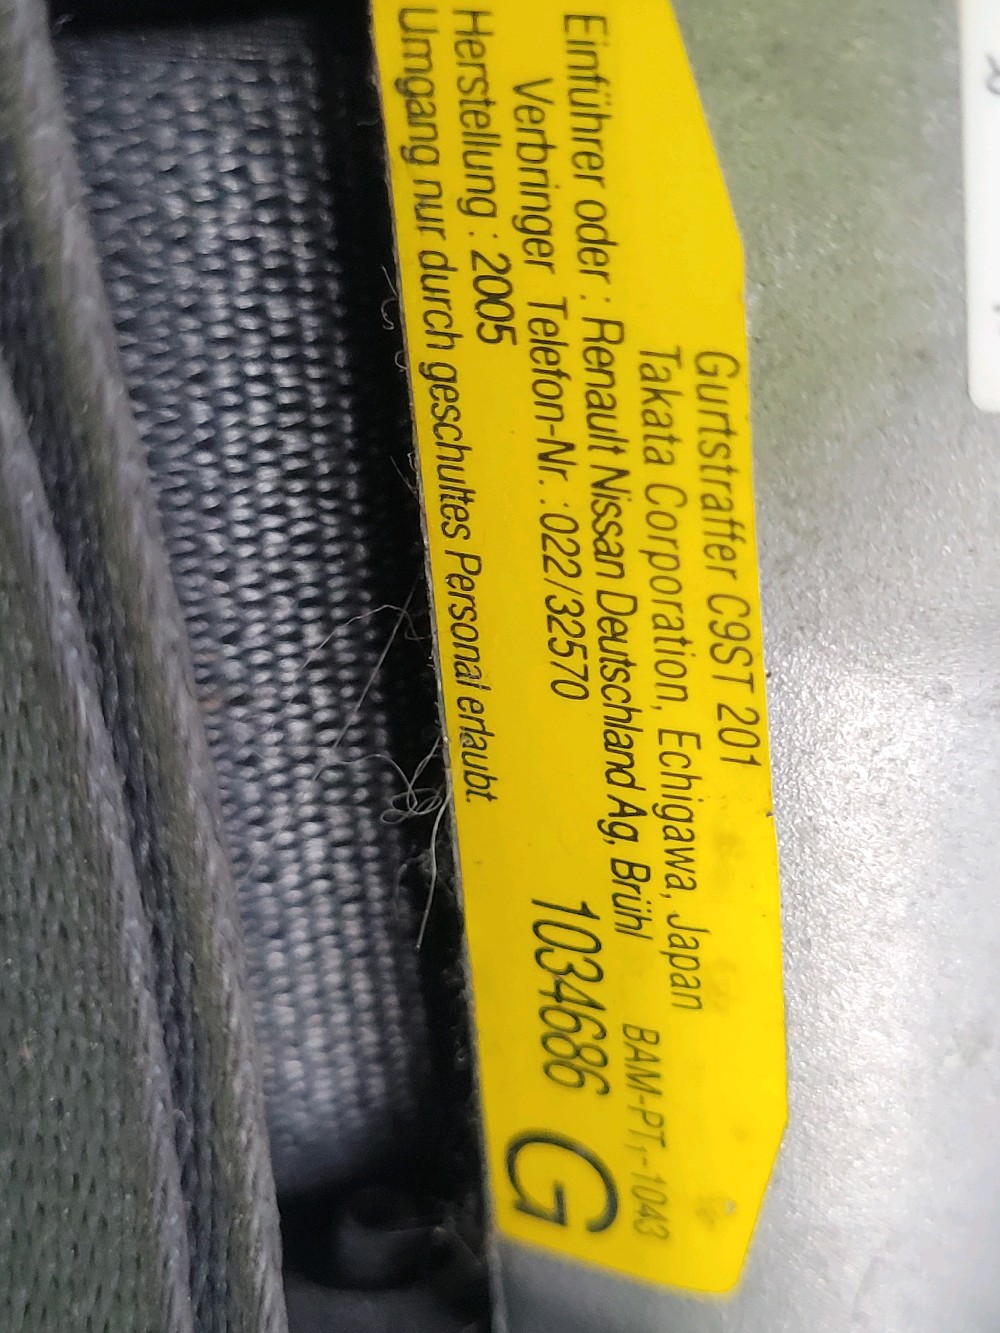 Gurtstraffer C9ST 201
Takata Corporation, Echigawa, Japan
Einführer oder : Renault Nissan Deutschland Ag, Brühl
Verbringer Telefon-Nr. : 022/32570
Herstellung : 2005
Umgang nur durch geschultes Personal erlaubt.
BAM-PT₁-1043
1034686 G